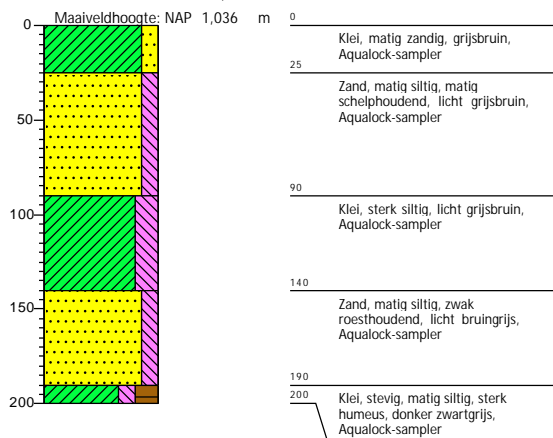 Maaiveldhoogte: NAP 1,036 m
0
50
100
150
200
0
Klei, matig zandig, grijsbruin,
Aqualock-sampler
25
Zand, matig siltig, matig
schelphoudend, licht grijsbruin,
Aqualock-sampler
90
Klei, sterk siltig, licht grijsbruin,
Aqualock-sampler
140
Zand, matig siltig, zwak
roesthoudend, licht bruingrijs,
Aqualock-sampler
190
200
Klei, stevig, matig siltig, sterk
humeus, donker zwartgrijs,
Aqualock-sampler